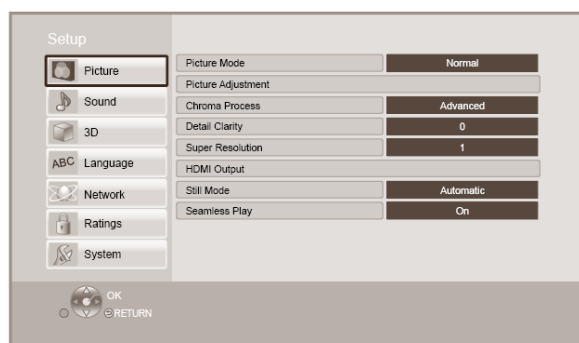 Setup
Picture
Sound
3D
ABC Language
Network
Ratings
System
Picture Mode Normal
Picture Adjustment
Chroma Process Advanced
Detail Clarity 0
Super Resolution 1
HDMI Output
Still Mode Automatic
Seamless Play On
OK
RETURN